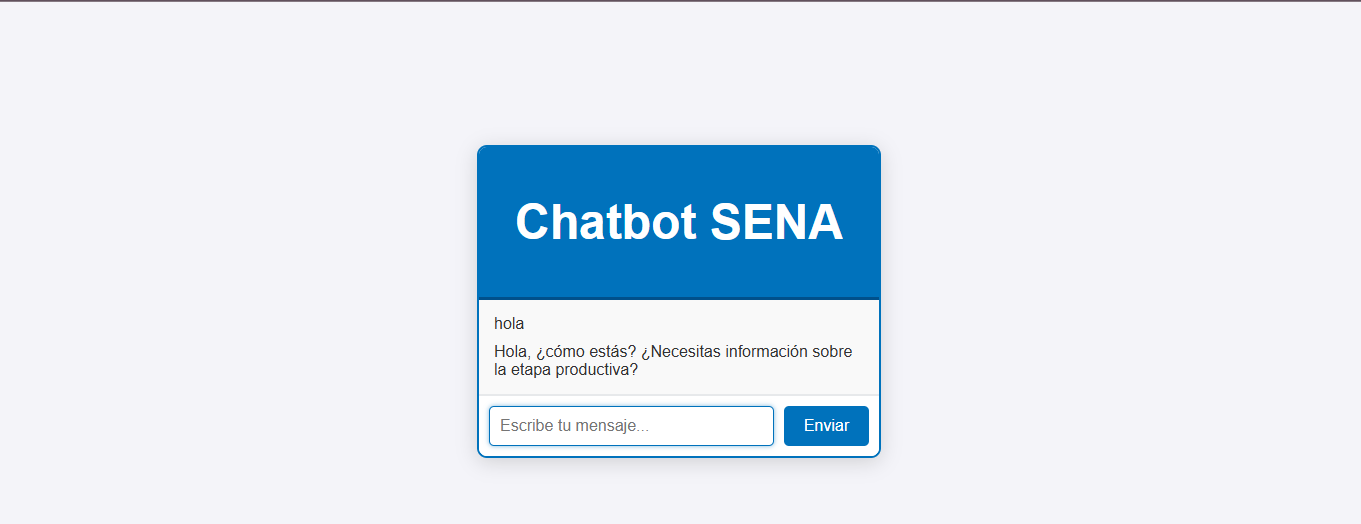 Chatbot SENA
hola
Hola, ¿cómo estás? ¿Necesitas información sobre
la etapa productiva?
Escribe tu mensaje...
Enviar